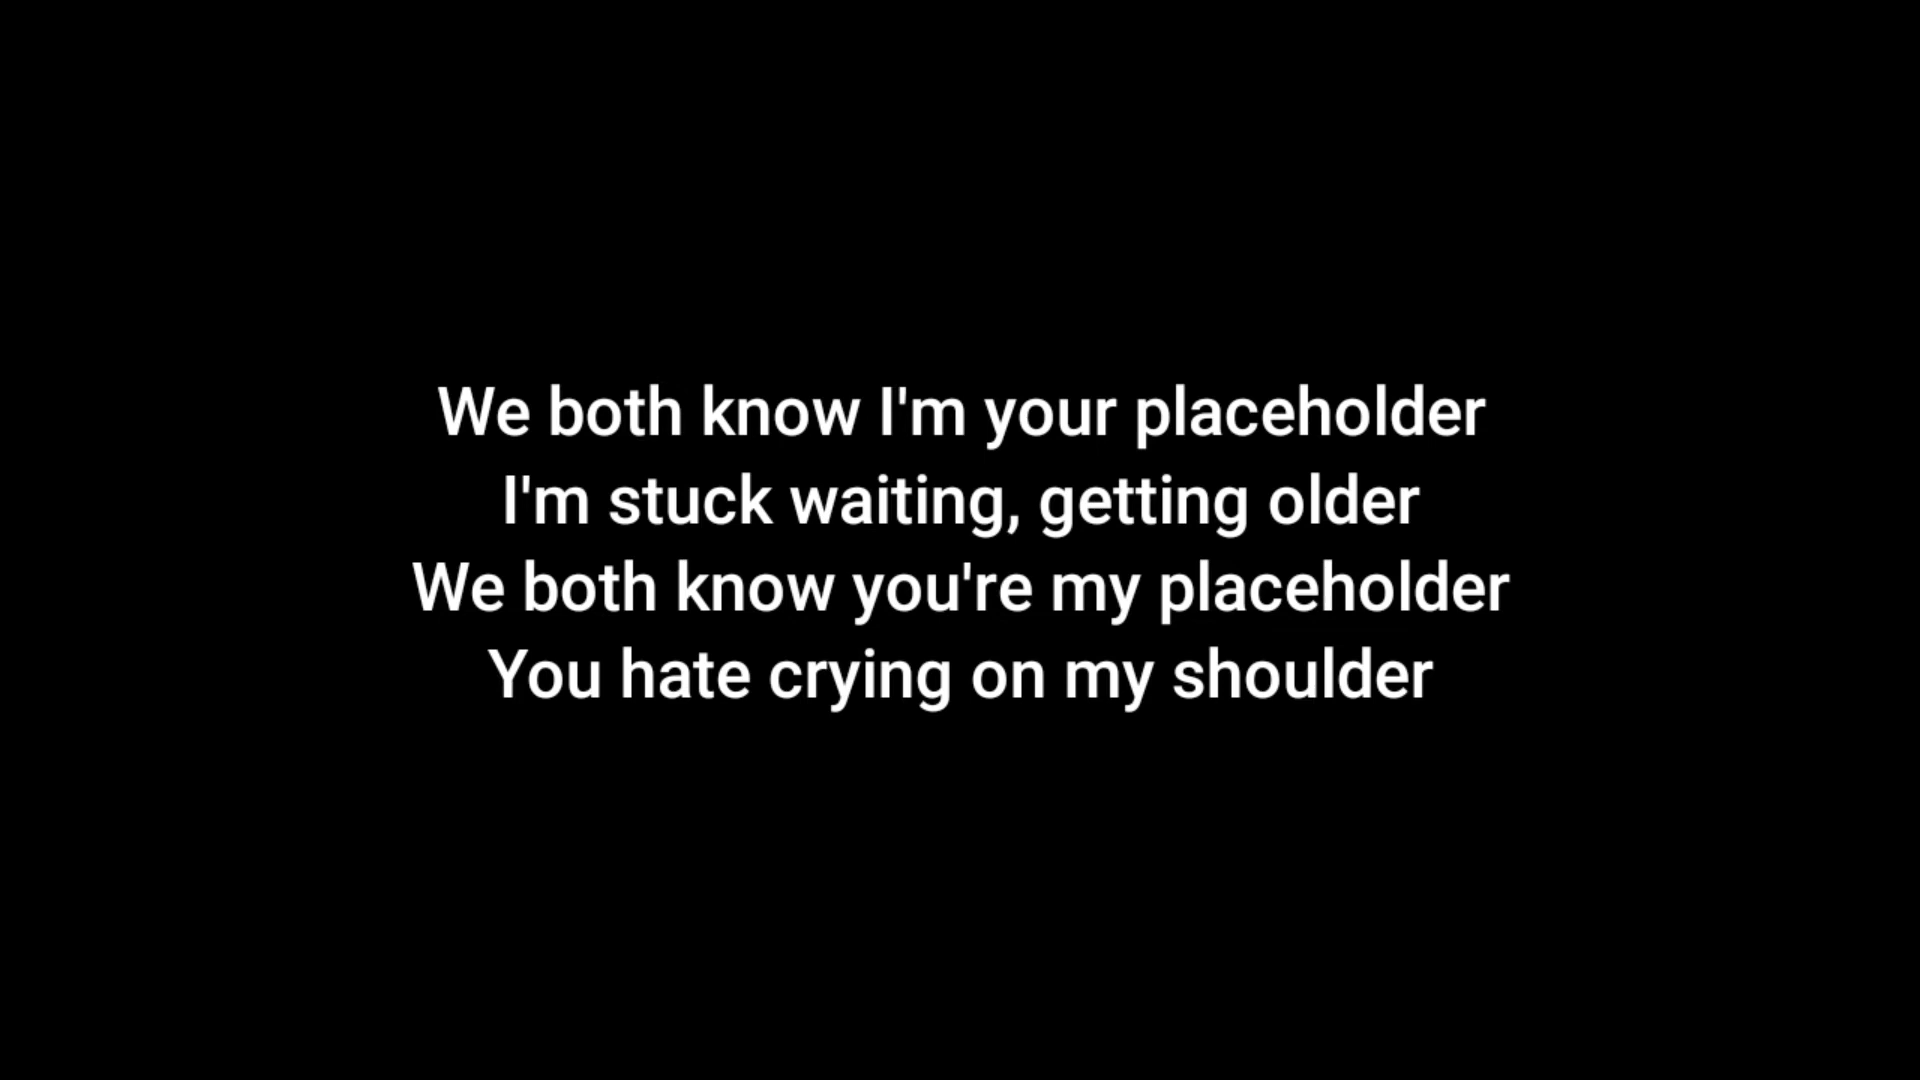 We both know I'm your placeholder
I'm stuck waiting, getting older
We both know you're my placeholder
You hate crying on my shoulder